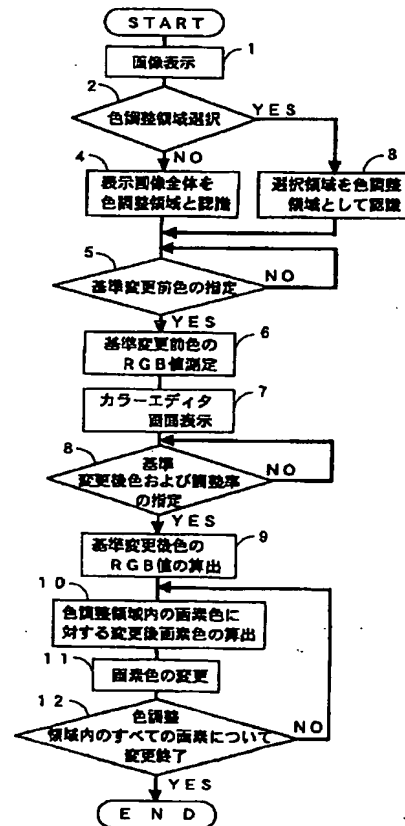 START
1
画像表示
2
色調整領域選択
YES
NO
4
表示画像全体を
色調整領域と認識
3
選択領域を色調整
領域として認識
5
基準変更前色の指定
NO
YES
6
基準変更前色の
RGB値測定
7
カラーエディタ
画面表示
8
基準
変更後色および調整率
の指定
NO
YES
9
基準変更後色の
RGB値の算出
10
色調整領域内の画素色に
対する変更後画素色の算出
11
画素色の変更
12
色調整
領域内のすべての画素について
変更終了
NO
YES
END